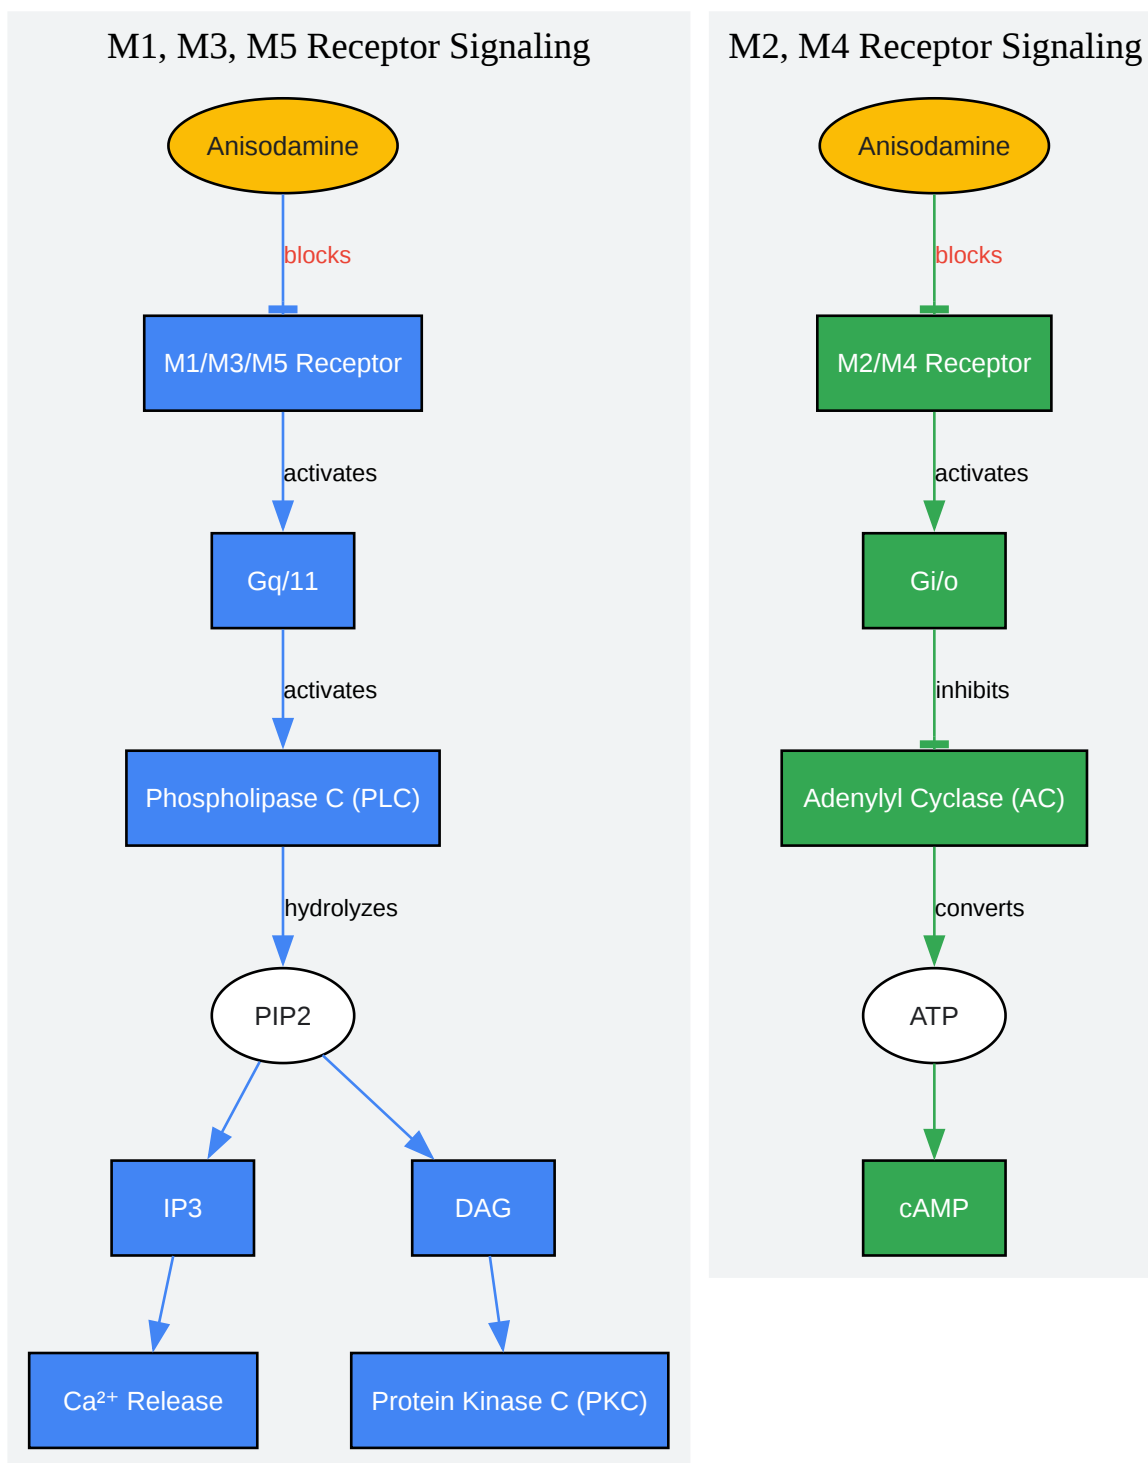 M1, M3, M5 Receptor Signaling
Anisodamine
blocks
M1/M3/M5 Receptor
activates
Gq/11
activates
Phospholipase C (PLC)
hydrolyzes
PIP2
IP3
DAG
Ca²⁺ Release
Protein Kinase C (PKC)
M2, M4 Receptor Signaling
Anisodamine
blocks
M2/M4 Receptor
activates
Gi/o
inhibits
Adenylyl Cyclase (AC)
converts
ATP
cAMP